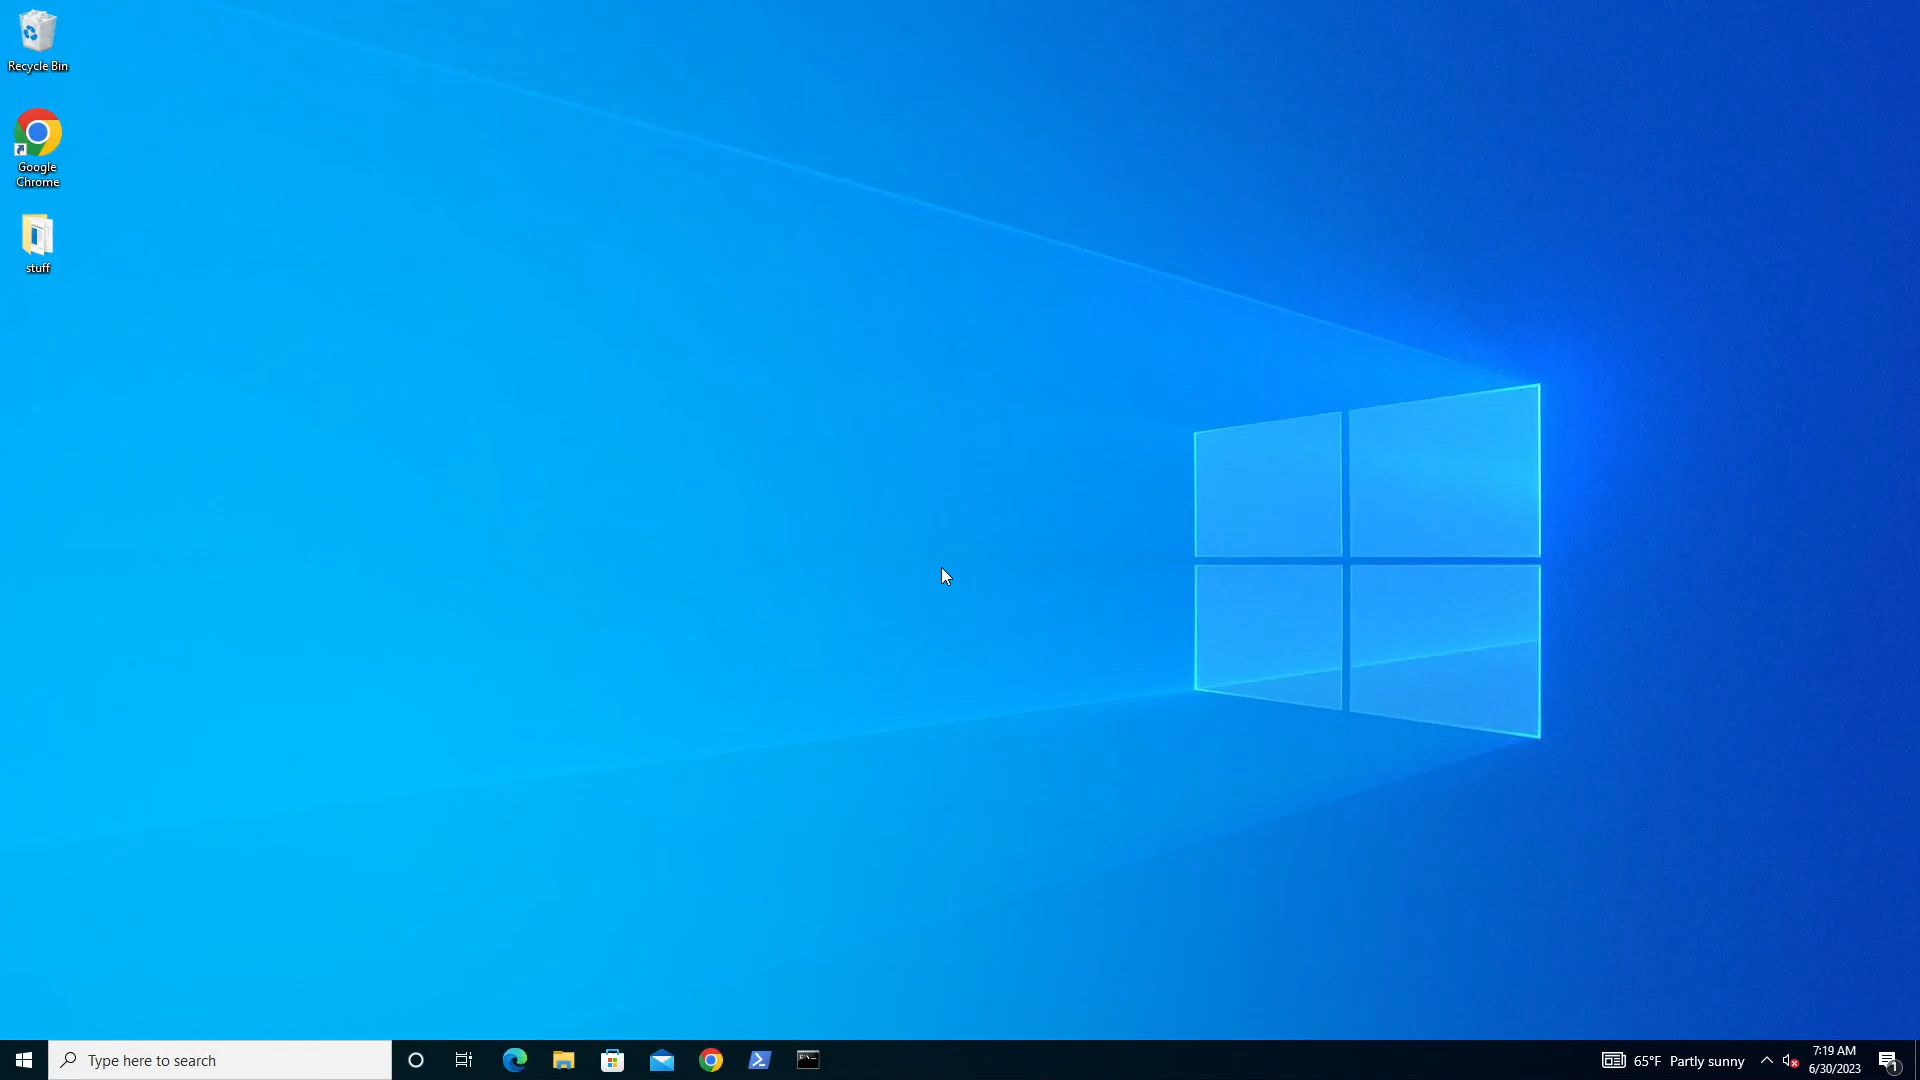 Recycle Bin
Google
Chrome
stuff
Type here to search
65°F Partly sunny
7:19 AM
6/30/2023
1